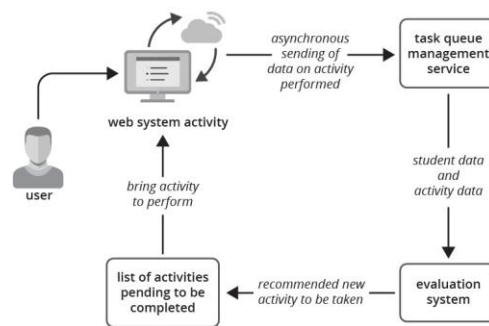 asynchronous
sending of
data on activity
performed
task queue
management
service
web system activity
user
bring activity
to perform
student data
and
activity data
list of activities
pending to be
completed
recommended new
activity to be taken
evaluation
system